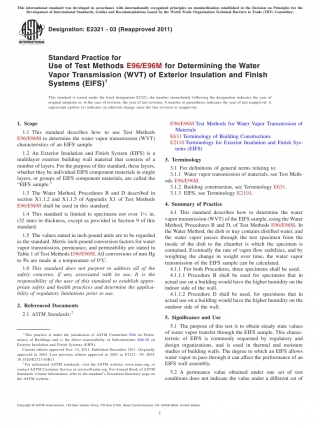 This international standard was developed in accordance with internationally recognized principles on standardization established in the Decision on Principles for the
Development of International Standards, Guides and Recommendations issued by the World Trade Organization Technical Barriers to Trade (TBT) Committee.
Designation: E2321 - 03 (Reapproved 2011)
Standard Practice for
Use of Test Methods E96/E96M for Determining the Water
Vapor Transmission (WVT) of Exterior Insulation and Finish
Systems (EIFS)1
This standard is issued under the fixed designation E2321; the number immediately following the designation indicates the year of
original adoption or, in the case of revision, the year of last revision. A number in parentheses indicates the year of last reapproval. A
superscript epsilon (ε) indicates an editorial change since the last revision or reapproval.
1. Scope
1.1 This standard describes how to use Test Methods
E96/E96M to determine the water vapor transmission (WVT)
characteristics of an EIFS sample.
1.2 An Exterior Insulation and Finish System (EIFS) is a
multilayer exterior building wall material that consists of a
number of layers. For the purpose of this standard, these layers,
whether they be individual EIFS component materials in single
layers, or groups of EIFS component materials, are called the
"EIFS sample."
1.3 The Water Method, Procedures B and D described in
section X1.1.2 and X1.1.5 of Appendix X1 of Test Methods
E96/E96M shall be used in this standard.
1.4 This standard is limited to specimens not over 1¼ in.
(32 mm) in thickness, except as provided in Section 9 of this
standard.
1.5 The values stated in inch-pound units are to be regarded
as the standard. Metric inch-pound conversion factors for water
vapor transmission, permeance, and permeability are stated in
Table 1 of Test Methods E96/E96M. All conversions of mm Hg
to Pa are made at a temperature of 0°C.
1.6 This standard does not purport to address all of the
safety concerns, if any, associated with its use. It is the
responsibility of the user of this standard to establish appro-
priate safety and health practices and determine the applica-
bility of regulatory limitations prior to use.
2. Referenced Documents
2.1 ASTM Standards:2
1 This practice is under the jurisdiction of ASTM Committee E06 on Perfor-
mance of Buildings and is the direct responsibility of Subcommittee E06.58 on
Exterior Insulation and Finish Systems (EIFS).
Current edition approved Nov. 15, 2011. Published December 2011. Originally
approved in 2003. Last previous edition approved in 2003 as E2321 – 03. DOI:
10.1520/E2321-03R11.
2 For referenced ASTM standards, visit the ASTM website, www.astm.org, or
contact ASTM Customer Service at service@astm.org. For Annual Book of ASTM
Standards volume information, refer to the standard's Document Summary page on
the ASTM website.
E96/E96M Test Methods for Water Vapor Transmission of
Materials
E631 Terminology of Building Constructions
E2110 Terminology for Exterior Insulation and Finish Sys-
tems (EIFS)
3. Terminology
3.1 For definitions of general terms relating to:
3.1.1 Water vapor transmission of materials, see Test Meth-
ods E96/E96M.
3.1.2 Building construction, see Terminology E631.
3.1.3 EIFS, see Terminology E2110.
4. Summary of Practice
4.1 This standard describes how to determine the water
vapor transmission (WVT) of the EIFS sample, using the Water
Method, Procedures B and D, of Test Methods E96/E96M. In
the Water Method, the dish or tray contains distilled water, and
the water vapor passes through the test specimen from the
inside of the dish to the chamber in which the specimen is
contained. Eventually the rate of vapor flow stabilizes, and by
weighting the change in weight over time, the water vapor
transmission of the EIFS sample can be calculated.
4.1.1 For both Procedures, three specimens shall be used.
4.1.1.1 Procedure B shall be used for specimens that in
actual use on a building would have the higher humidity on the
indoor side of the wall.
4.1.1.2 Procedure D shall be used, for specimens that in
actual use on a building would have the higher humidity on the
outdoor side of the wall.
5. Significance and Use
5.1 The purpose of this test is to obtain steady state values
of water vapor transfer through the EIFS sample. This charac-
teristic of EIFS is commonly requested by regulatory and
design organizations, and is used in thermal and moisture
studies of building walls. The degree to which an EIFS allows
water vapor to pass through it can affect the performance of an
EIFS wall assembly.
5.2 A permeance value obtained under one set of test
conditions does not indicate the value under a different set of
Copyright © ASTM International, 100 Barr Harbor Drive, PO Box C700, West Conshohocken, PA 19428-2959. United States
1